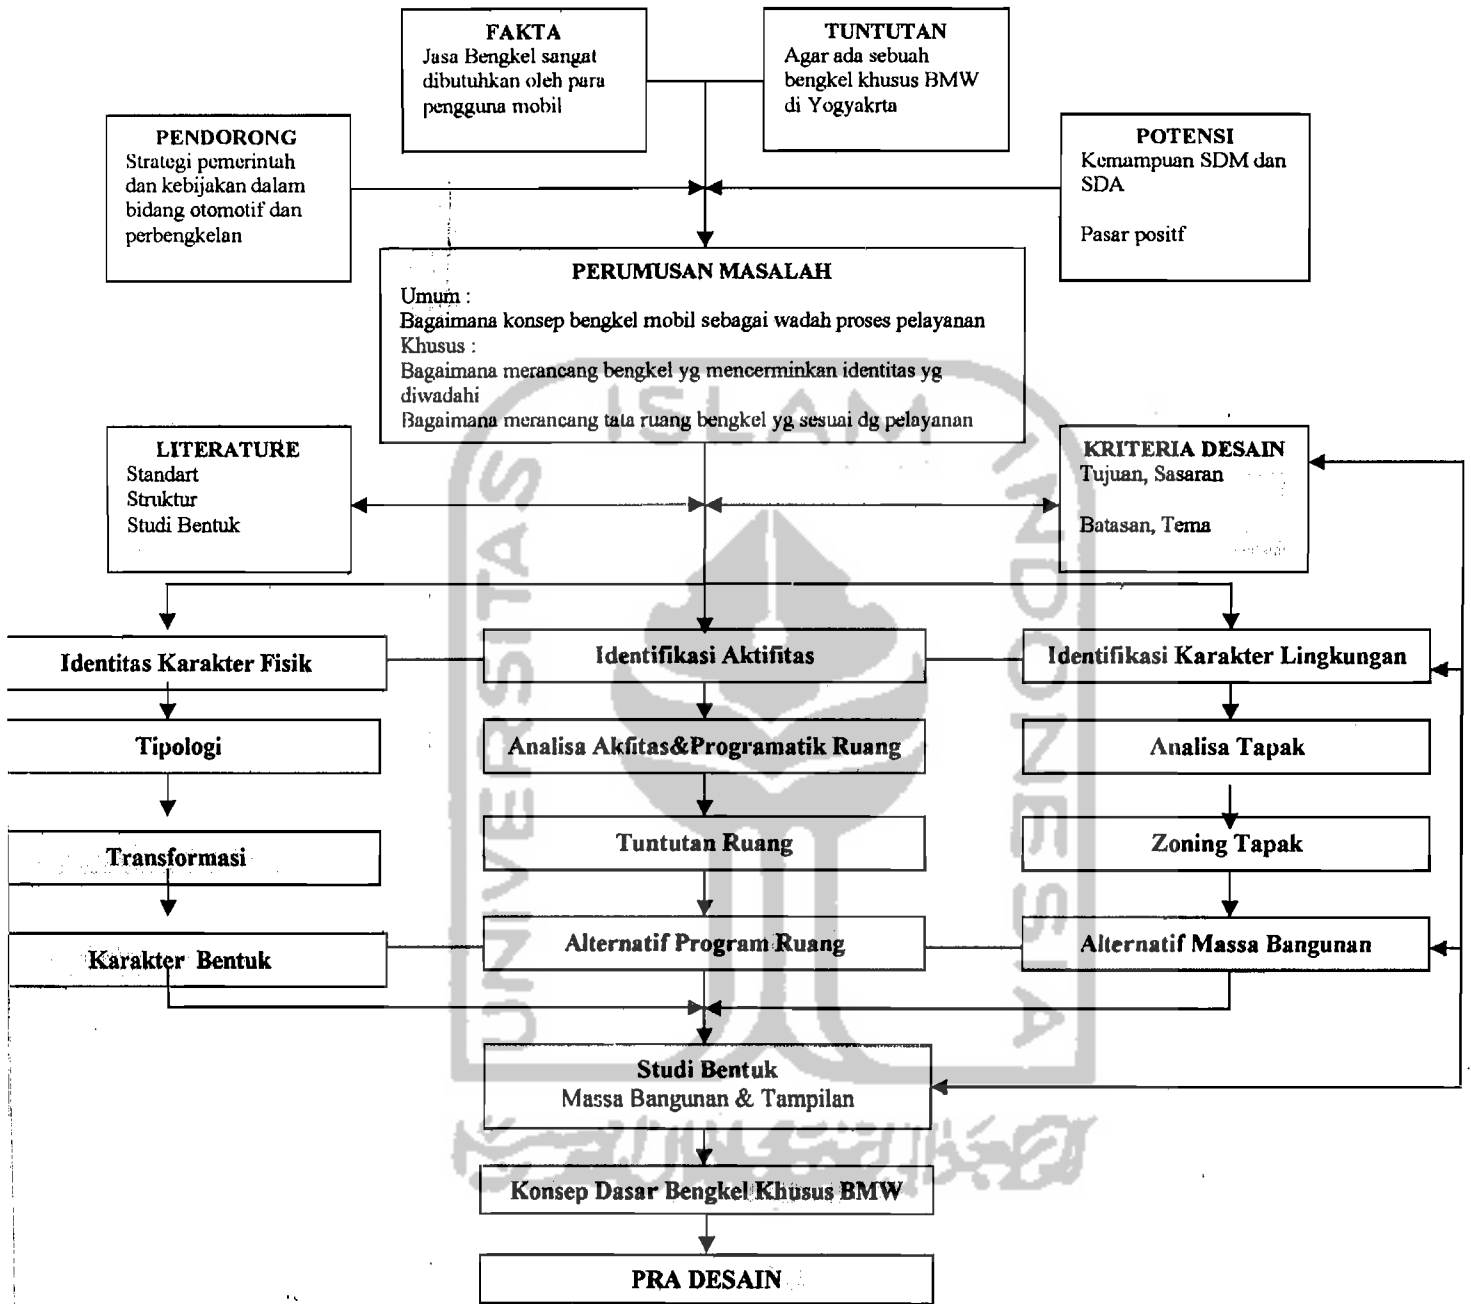 FAKTA
Jasa Bengkel sangat
dibutuhkan oleh para
pengguna mobil
TUNTUTAN
Agar ada sebuah
bengkel khusus BMW
di Yogyakrta
PENDORONG
Strategi pemerintah
dan kebijakan dalam
bidang otomotif dan
perbengkelan
POTENSI
Kemampuan SDM dan
SDA
Pasar positf
PERUMUSAN MASALAH
Umum :
Bagaimana konsep bengkel mobil sebagai wadah proses pelayanan
Khusus :
Bagaimana merancang bengkel yg mencerminkan identitas yg
diwadahi
Bagaimana merancang tata ruang bengkel yg sesuai dg pelayanan
LITERATURE
Standart
Struktur
Studi Bentuk
KRITERIA DESAIN
Tujuan, Sasaran
Batasan, Tema
Identitas Karakter Fisik
Identifikasi Aktifitas
Identifikasi Karakter Lingkungan
Tipologi
Analisa Akfitas&Programatik Ruang
Analisa Tapak
Transformasi
Tuntutan Ruang
Zoning Tapak
Karakter Bentuk
Alternatif Program Ruang
Alternatif Massa Bangunan
Studi Bentuk
Massa Bangunan & Tampilan
Konsep Dasar Bengkel Khusus BMW
PRA DESAIN
UNIVERSITAS
ISLAM
INDONESIA